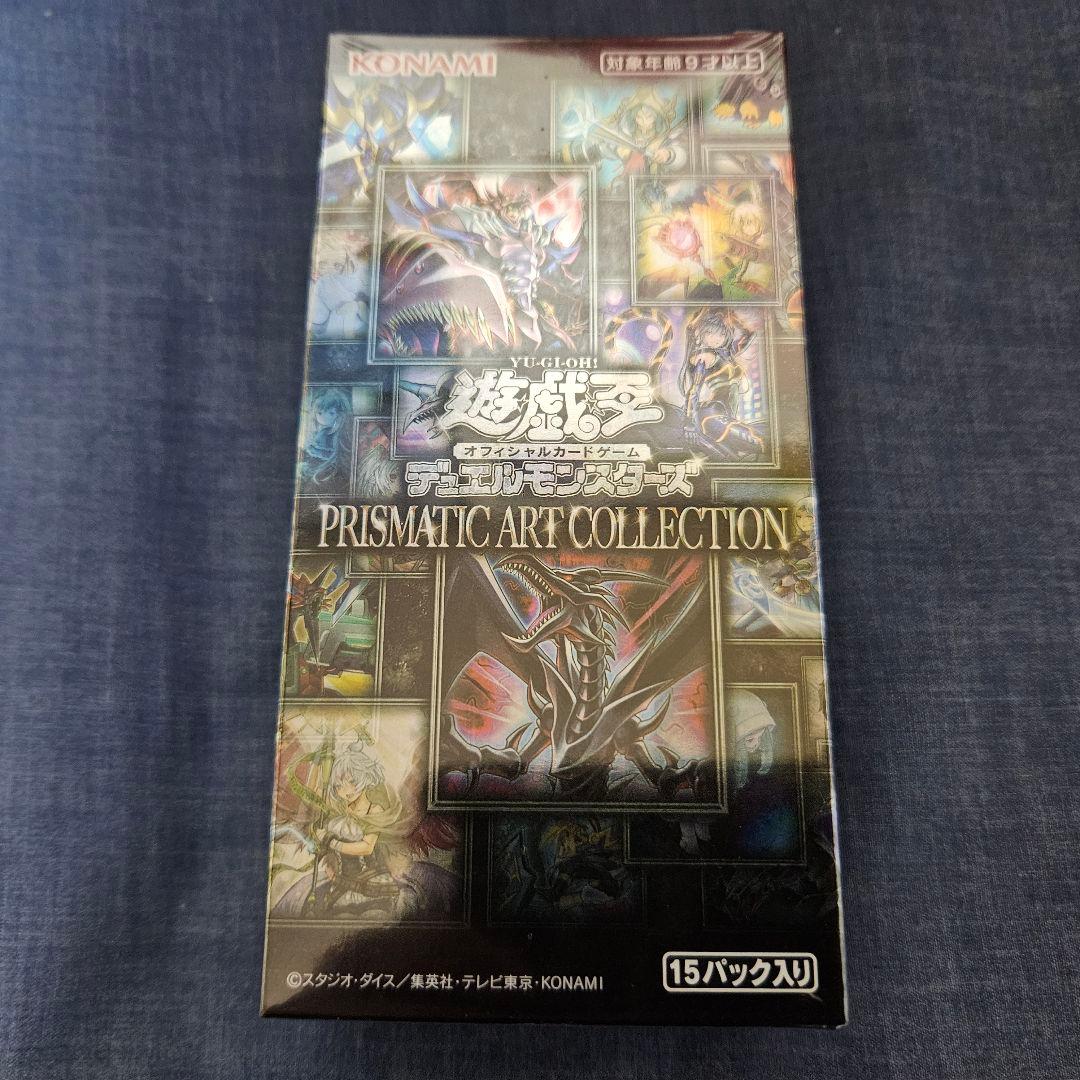 KONAMI
対象年齢9才以上
YU-GI-OH!
遊戯王
オフィシャルカードゲーム
デュエルモンスターズ
PRISMATIC ART COLLECTION
©スタジオ・ダイス/集英社・テレビ東京・KONAMI
15パック入り